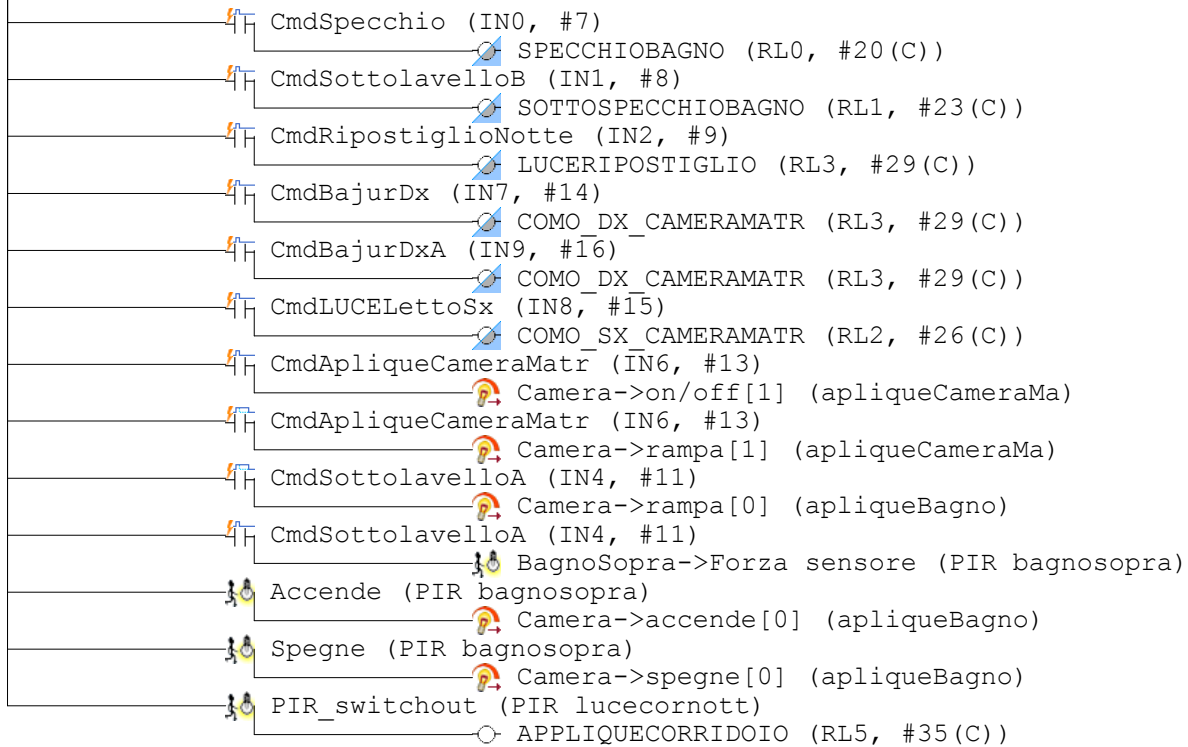 CmdSpecchio (IN0, #7)
SPECCHIOBAGNO (RL0, #20(C))
CmdSottolavelloB (IN1, #8)
SOTTOSPECCHIOBAGNO (RL1, #23(C))
CmdRipostiglioNotte (IN2, #9)
LUCERIPOSTIGLIO (RL3, #29(C))
CmdBajurDx (IN7, #14)
COMO_DX_CAMERAMATR (RL3, #29(C))
CmdBajurDxA (IN9, #16)
COMO_DX_CAMERAMATR (RL3, #29(C))
CmdLUCELettoSx (IN8, #15)
COMO_SX_CAMERAMATR (RL2, #26(C))
CmdApliqueCameraMatr (IN6, #13)
Camera->on/off[1] (apliqueCameraMa)
CmdApliqueCameraMatr (IN6, #13)
Camera->rampa[1] (apliqueCameraMa)
CmdSottolavelloA (IN4, #11)
Camera->rampa[0] (apliqueBagno)
CmdSottolavelloA (IN4, #11)
BagnoSopra->Forza sensore (PIR bagnosopra)
Accende (PIR bagnosopra)
Camera->accende[0] (apliqueBagno)
Spegne (PIR bagnosopra)
Camera->spegne[0] (apliqueBagno)
PIR_switchout (PIR lucecornott)
APPLIQUECORRIDOIO (RL5, #35(C))